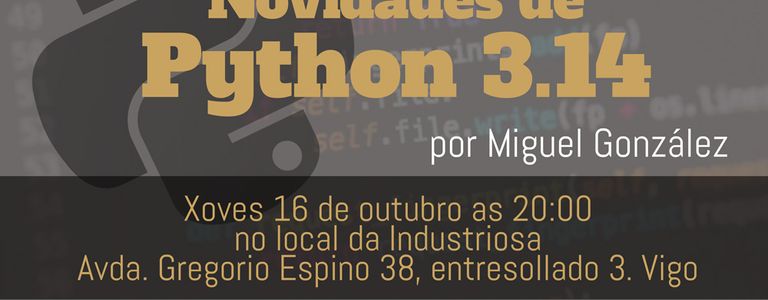 Novidades de
Python 3.14
por Miguel González
Xoves 16 de outubro as 20:00
no local da Industriosa
Avda. Gregorio Espino 38, entresollado 3. Vigo